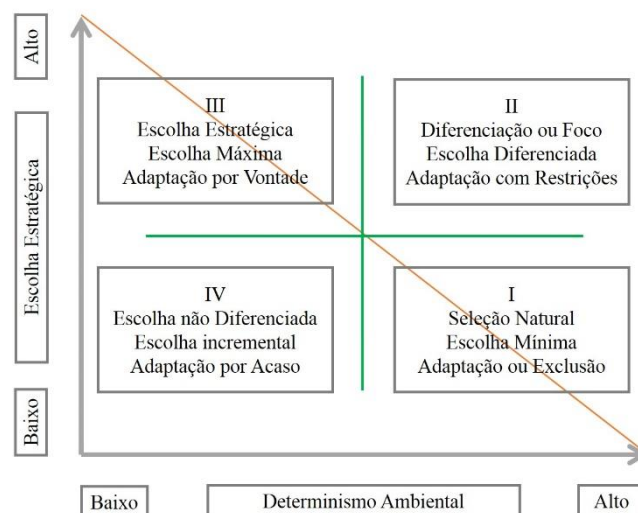 Alto
Escolha Estratégica
Baixo
III
Escolha Estratégica
Escolha Máxima
Adaptação por Vontade
II
Diferenciação ou Foco
Escolha Diferenciada
Adaptação com Restrições
IV
Escolha não Diferenciada
Escolha incremental
Adaptação por Acaso
I
Seleção Natural
Escolha Mínima
Adaptação ou Exclusão
Baixo
Determinismo Ambiental
Alto